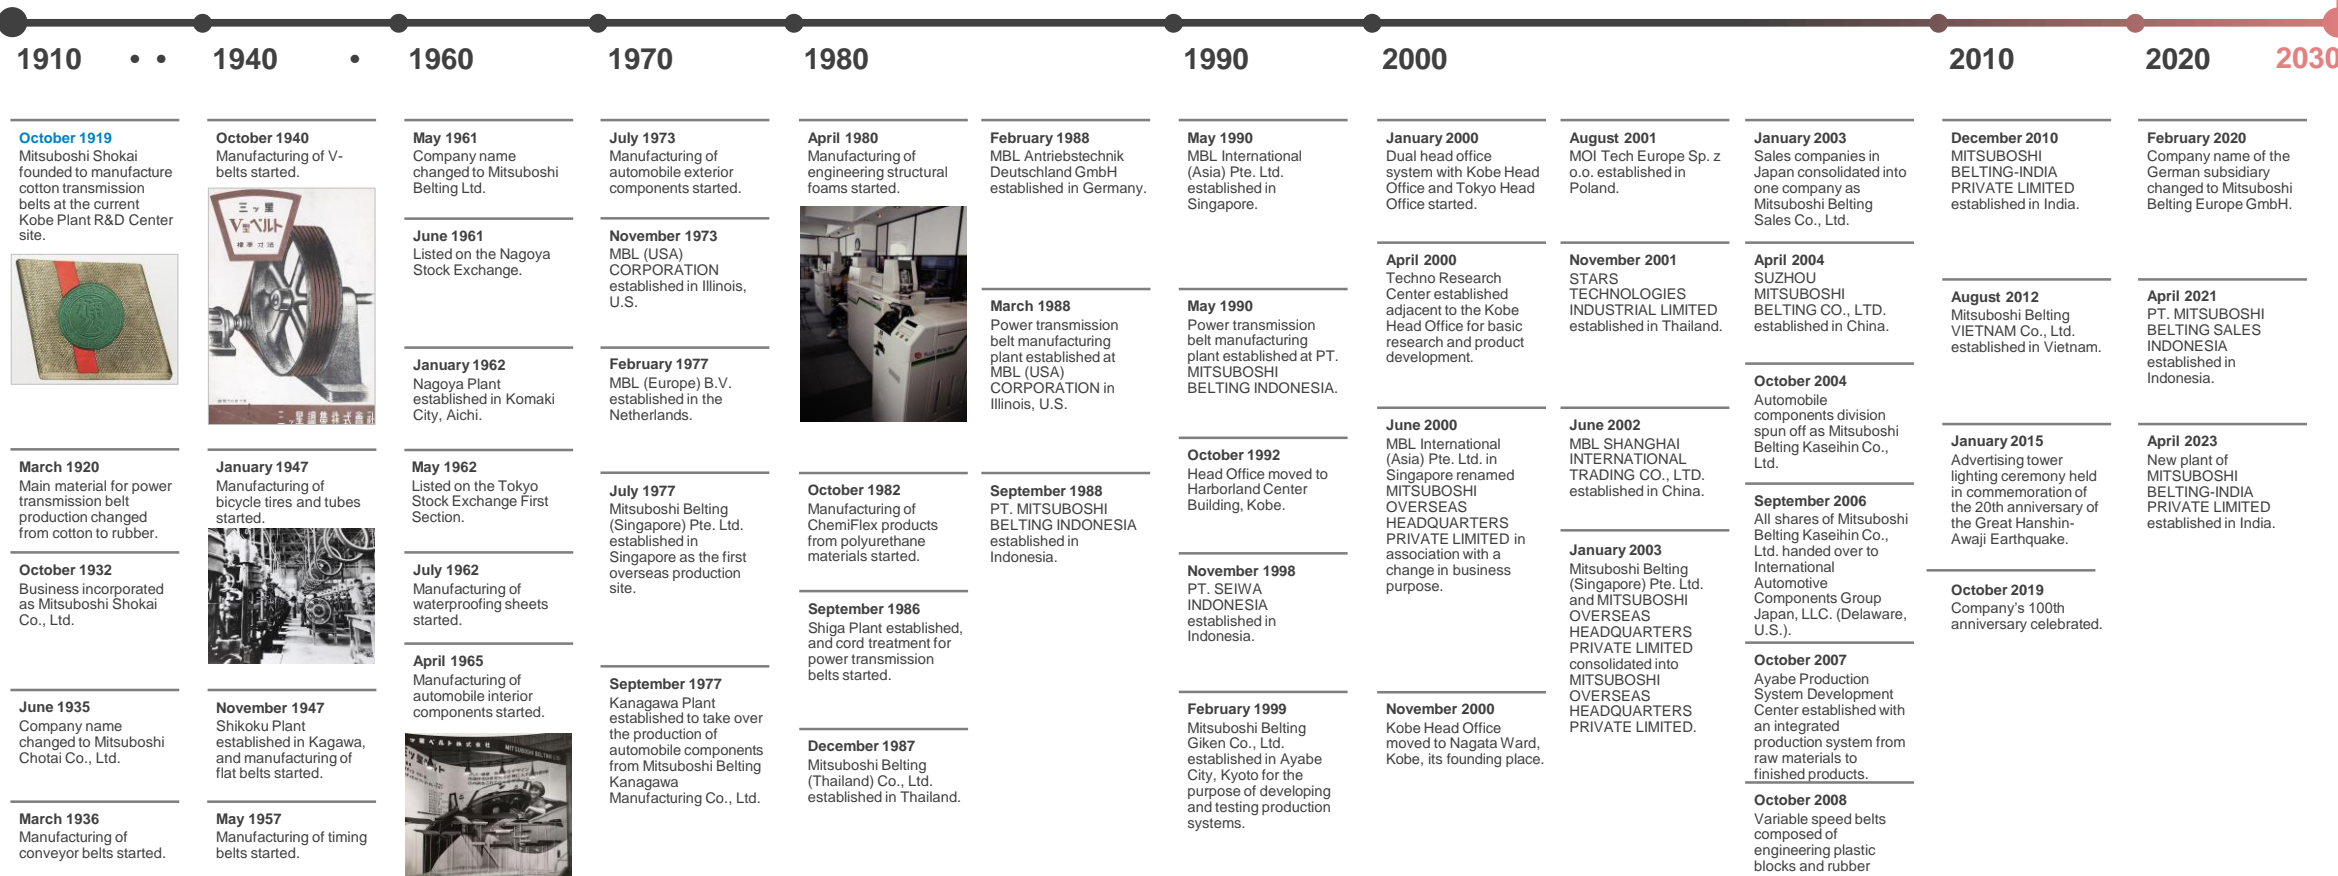 1910 • • 1940 • 1960 1970 1980 1990 2000 2010 2020 2030
October 1919
Mitsuboshi Shokai
founded to manufacture
cotton transmission
belts at the current
Kobe Plant R&D Center
site.
March 1920
Main material for power
transmission belt
production changed
from cotton to rubber.
October 1932
Business incorporated
as Mitsuboshi Shokai
Co., Ltd.
June 1935
Company name
changed to Mitsuboshi
Chotai Co., Ltd.
March 1936
Manufacturing of
conveyor belts started.
October 1940
Manufacturing of V-
belts started.
三ッ星
V型ベルト
標準寸法
January 1947
Manufacturing of
bicycle tires and tubes
started.
November 1947
Shikoku Plant
established in Kagawa,
and manufacturing of
flat belts started.
May 1957
Manufacturing of timing
belts started.
May 1961
Company name
changed to Mitsuboshi
Belting Ltd.
June 1961
Listed on the Nagoya
Stock Exchange.
January 1962
Nagoya Plant
established in Komaki
City, Aichi.
May 1962
Listed on the Tokyo
Stock Exchange First
Section.
July 1962
Manufacturing of
waterproofing sheets
started.
April 1965
Manufacturing of
automobile interior
components started.
July 1973
Manufacturing of
automobile exterior
components started.
November 1973
MBL (USA)
CORPORATION
established in Illinois,
U.S.
February 1977
MBL (Europe) B.V.
established in the
Netherlands.
July 1977
Mitsuboshi Belting
(Singapore) Pte. Ltd.
established in
Singapore as the first
overseas production
site.
September 1977
Kanagawa Plant
established to take over
the production of
automobile components
from Mitsuboshi Belting
Kanagawa
Manufacturing Co., Ltd.
April 1980
Manufacturing of
engineering structural
foams started.
October 1982
Manufacturing of
ChemiFlex products
from polyurethane
materials started.
September 1986
Shiga Plant established,
and cord treatment for
power transmission
belts started.
December 1987
Mitsuboshi Belting
(Thailand) Co., Ltd.
established in Thailand.
February 1988
MBL Antriebstechnik
Deutschland GmbH
established in Germany.
March 1988
Power transmission
belt manufacturing
plant established at
MBL (USA)
CORPORATION in
Illinois, U.S.
September 1988
PT. MITSUBOSHI
BELTING INDONESIA
established in
Indonesia.
May 1990
MBL International
(Asia) Pte. Ltd.
established in
Singapore.
May 1990
Power transmission
belt manufacturing
plant established at PT.
MITSUBOSHI
BELTING INDONESIA.
October 1992
Head Office moved to
Harborland Center
Building, Kobe.
November 1998
PT. SEIWA
INDONESIA
established in
Indonesia.
February 1999
Mitsuboshi Belting
Giken Co., Ltd.
established in Ayabe
City, Kyoto for the
purpose of developing
and testing production
systems.
January 2000
Dual head office
system with Kobe Head
Office and Tokyo Head
Office started.
April 2000
Techno Research
Center established
adjacent to the Kobe
Head Office for basic
research and product
development.
June 2000
MBL International
(Asia) Pte. Ltd. in
Singapore renamed
MITSUBOSHI
OVERSEAS
HEADQUARTERS
PRIVATE LIMITED in
association with a
change in business
purpose.
November 2000
Kobe Head Office
moved to Nagata Ward,
Kobe, its founding place.
August 2001
MOI Tech Europe Sp. z
o.o. established in
Poland.
November 2001
STARS
TECHNOLOGIES
INDUSTRIAL LIMITED
established in Thailand.
June 2002
MBL SHANGHAI
INTERNATIONAL
TRADING CO., LTD.
established in China.
January 2003
Mitsuboshi Belting
(Singapore) Pte. Ltd.
and MITSUBOSHI
OVERSEAS
HEADQUARTERS
PRIVATE LIMITED
consolidated into
MITSUBOSHI
OVERSEAS
HEADQUARTERS
PRIVATE LIMITED.
January 2003
Sales companies in
Japan consolidated into
one company as
Mitsuboshi Belting
Sales Co., Ltd.
April 2004
SUZHOU
MITSUBOSHI
BELTING CO., LTD.
established in China.
October 2004
Automobile
components division
spun off as Mitsuboshi
Belting Kaseihin Co.,
Ltd.
September 2006
All shares of Mitsuboshi
Belting Kaseihin Co.,
Ltd. handed over to
International
Automotive
Components Group
Japan, LLC. (Delaware,
U.S.).
October 2007
Ayabe Production
System Development
Center established with
an integrated
production system from
raw materials to
finished products.
October 2008
Variable speed belts
composed of
engineering plastic
blocks and rubber
December 2010
MITSUBOSHI
BELTING-INDIA
PRIVATE LIMITED
established in India.
August 2012
Mitsuboshi Belting
VIETNAM Co., Ltd.
established in Vietnam.
January 2015
Advertising tower
lighting ceremony held
in commemoration of
the 20th anniversary of
the Great Hanshin-
Awaji Earthquake.
October 2019
Company's 100th
anniversary celebrated.
February 2020
Company name of the
German subsidiary
changed to Mitsuboshi
Belting Europe GmbH.
April 2021
PT. MITSUBOSHI
BELTING SALES
INDONESIA
established in
Indonesia.
April 2023
New plant of
MITSUBOSHI
BELTING-INDIA
PRIVATE LIMITED
established in India.